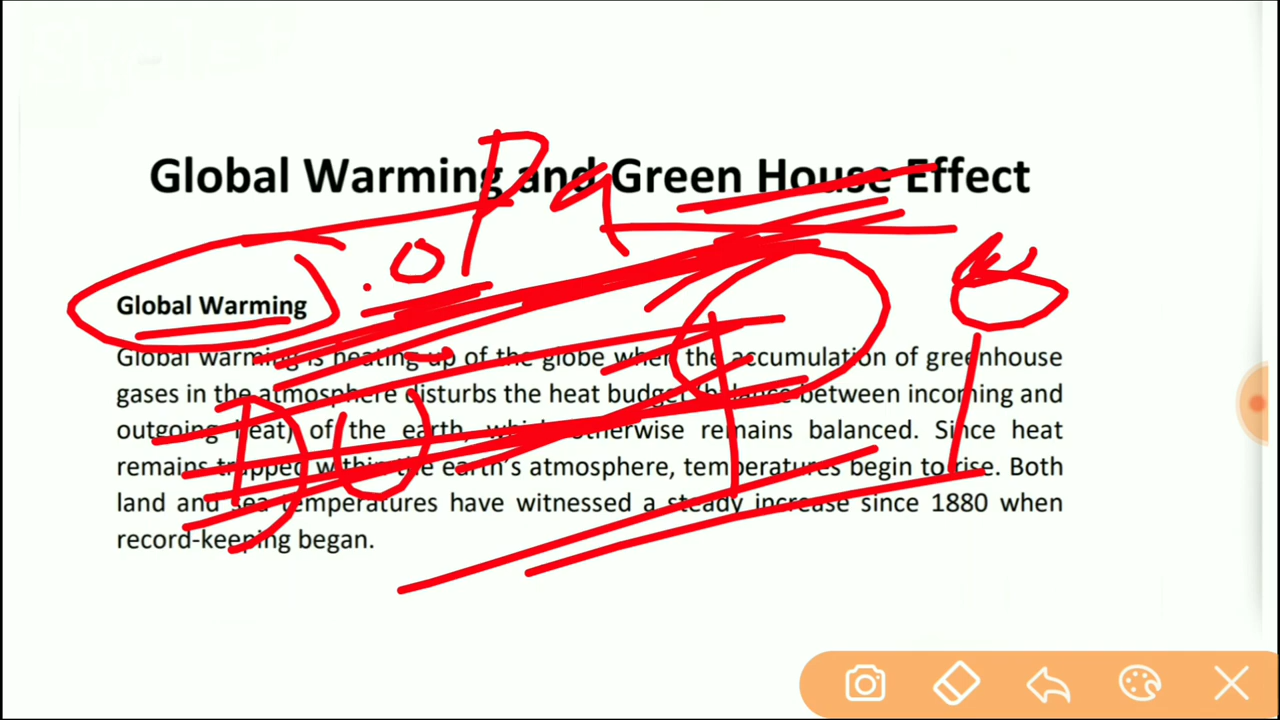 Global Warming and Green House Effect
Global Warming
Global warming is heating up of the globe when the accumulation of greenhouse
gases in the atmosphere disturbs the heat budget (balance between incoming and
outgoing heat) of the earth, which otherwise remains balanced. Since heat
remains trapped within the earth's atmosphere, temperatures begin to rise. Both
land and sea temperatures have witnessed a steady increase since 1880 when
record-keeping began.